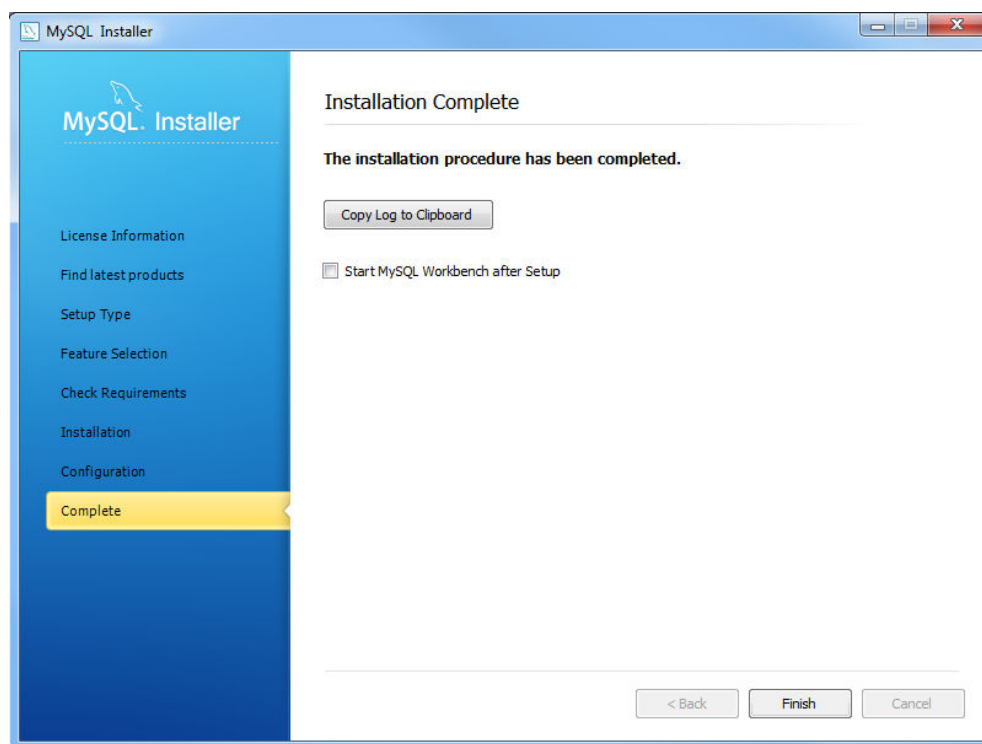 MySQL Installer
MySQL. Installer
License Information
Find latest products
Setup Type
Feature Selection
Check Requirements
Installation
Configuration
Complete
Installation Complete
The installation procedure has been completed.
Copy Log to Clipboard
Start MySQL Workbench after Setup
< Back
Finish
Cancel